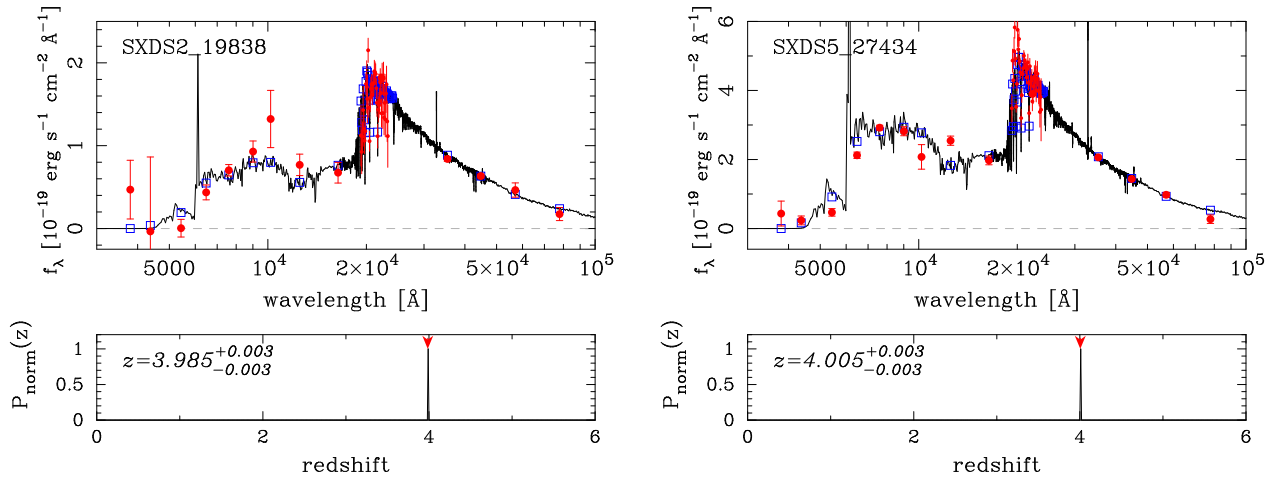 SXDS2_19838
f_λ [10^-19 erg s^-1 cm^-2 Å^-1]
2
1
0
5000 10^4 2×10^4 5×10^4 10^5
wavelength [Å]
z=3.985^+0.003_-0.003
P_norm(z)
1
0.5
0
0 2 4 6
redshift
SXDS5_27434
f_λ [10^-19 erg s^-1 cm^-2 Å^-1]
6
4
2
0
5000 10^4 2×10^4 5×10^4 10^5
wavelength [Å]
z=4.005^+0.003_-0.003
P_norm(z)
1
0.5
0
0 2 4 6
redshift